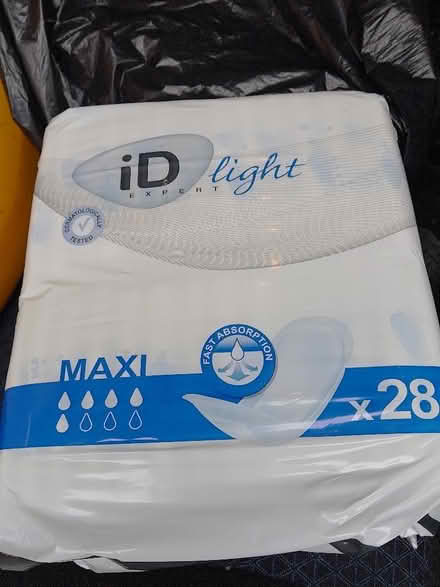 iD light
EXPERT
DERMATOLOGICALLY TESTED
FAST ABSORPTION
MAXI
x28